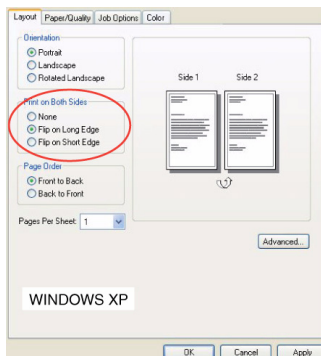 Layout Paper/Quality Job Options Color
Orientation
Portrait
Landscape
Rotated Landscape
Side 1 Side 2
Print on Both Sides
None
Flip on Long Edge
Flip on Short Edge
Page Order
Front to Back
Back to Front
Pages Per Sheet: 1
Advanced...
WINDOWS XP
OK Cancel Apply